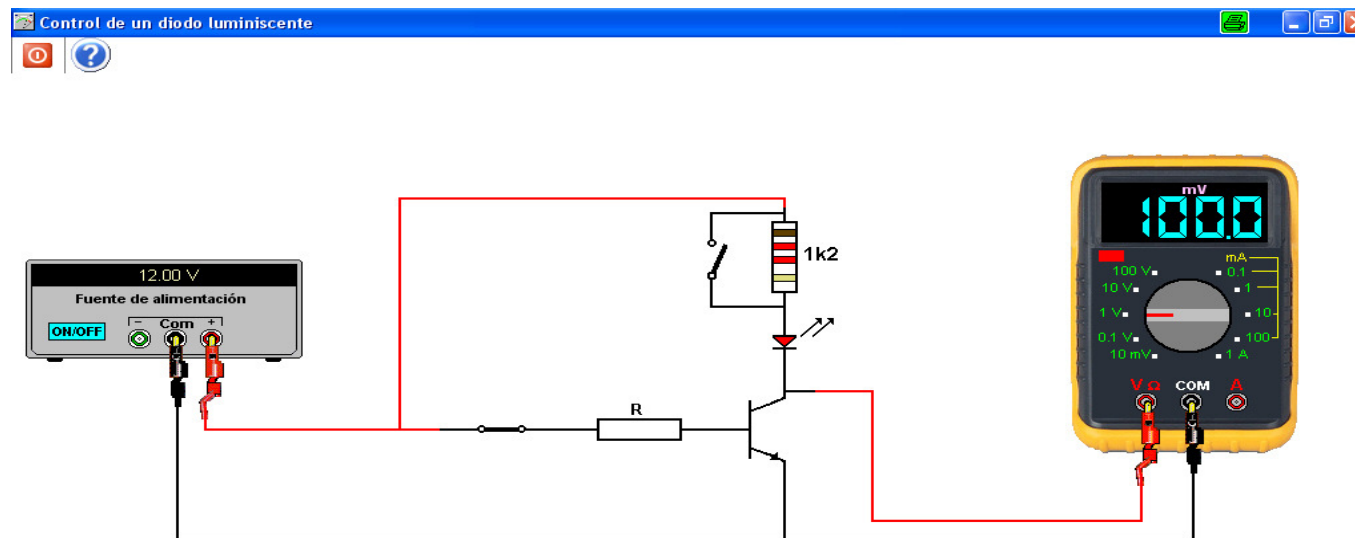 Control de un diodo luminiscente
mV
100.0
1k2
12.00 V
Fuente de alimentación
ON/OFF
- Com +
mA
100 V 0.1
10 V 1
1 V 10
0.1 V 100
10 mV 1 A
R
V Ω COM A